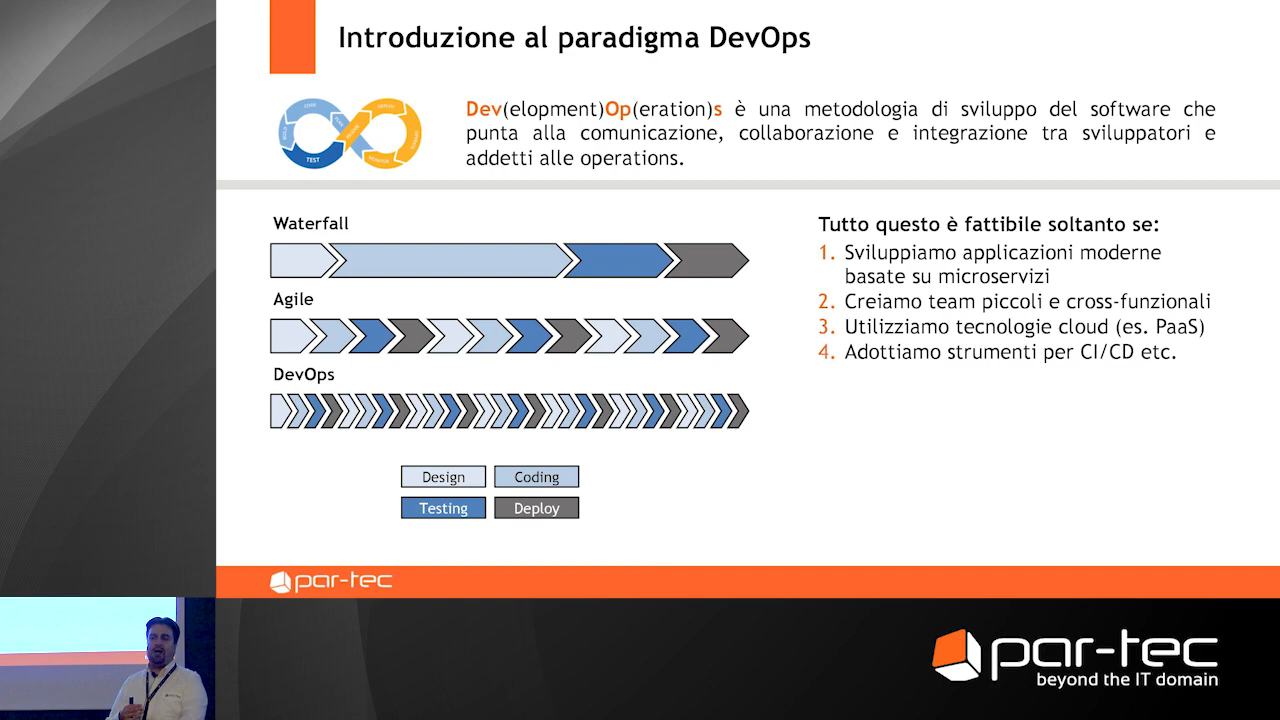 Introduzione al paradigma DevOps
Dev(elopment)Op(eration)s è una metodologia di sviluppo del software che
punta alla comunicazione, collaborazione e integrazione tra sviluppatori e
addetti alle operations.
TEST
Waterfall
Agile
DevOps
Design
Coding
Testing
Deploy
Tutto questo è fattibile soltanto se:
1. Sviluppiamo applicazioni moderne
basate su microservizi
2. Creiamo team piccoli e cross-funzionali
3. Utilizziamo tecnologie cloud (es. PaaS)
4. Adottiamo strumenti per CI/CD etc.
par-tec
par-tec
beyond the IT domain